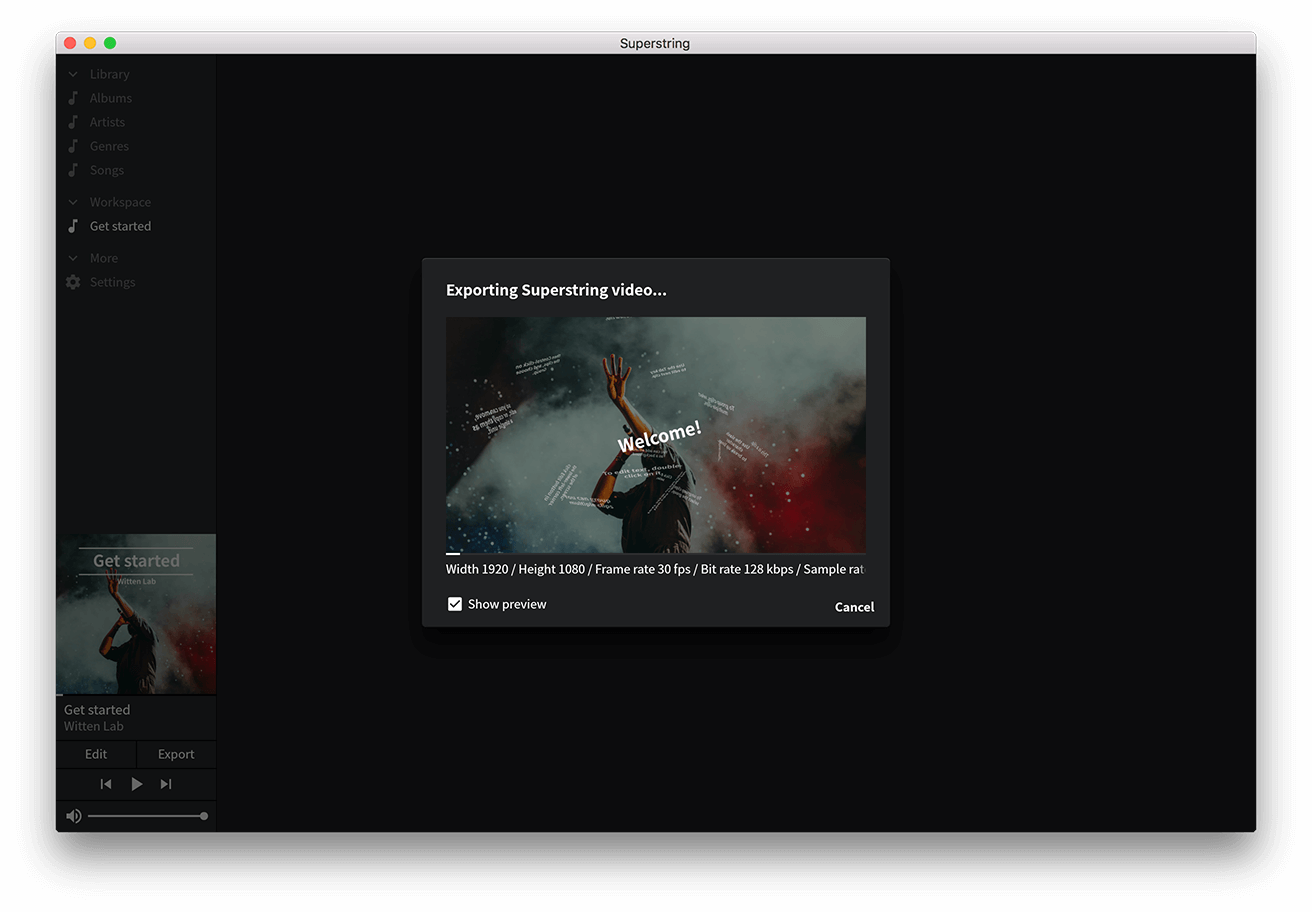 Superstring
Library
Albums
Artists
Genres
Songs
Workspace
Get started
More
Settings
Exporting Superstring video...
Welcome!
To edit text, double-
click on it.
Width 1920 / Height 1080 / Frame rate 30 fps / Bit rate 128 kbps / Sample rat
Show preview
Cancel
Get started
Witten Lab
Get started
Witten Lab
Edit
Export